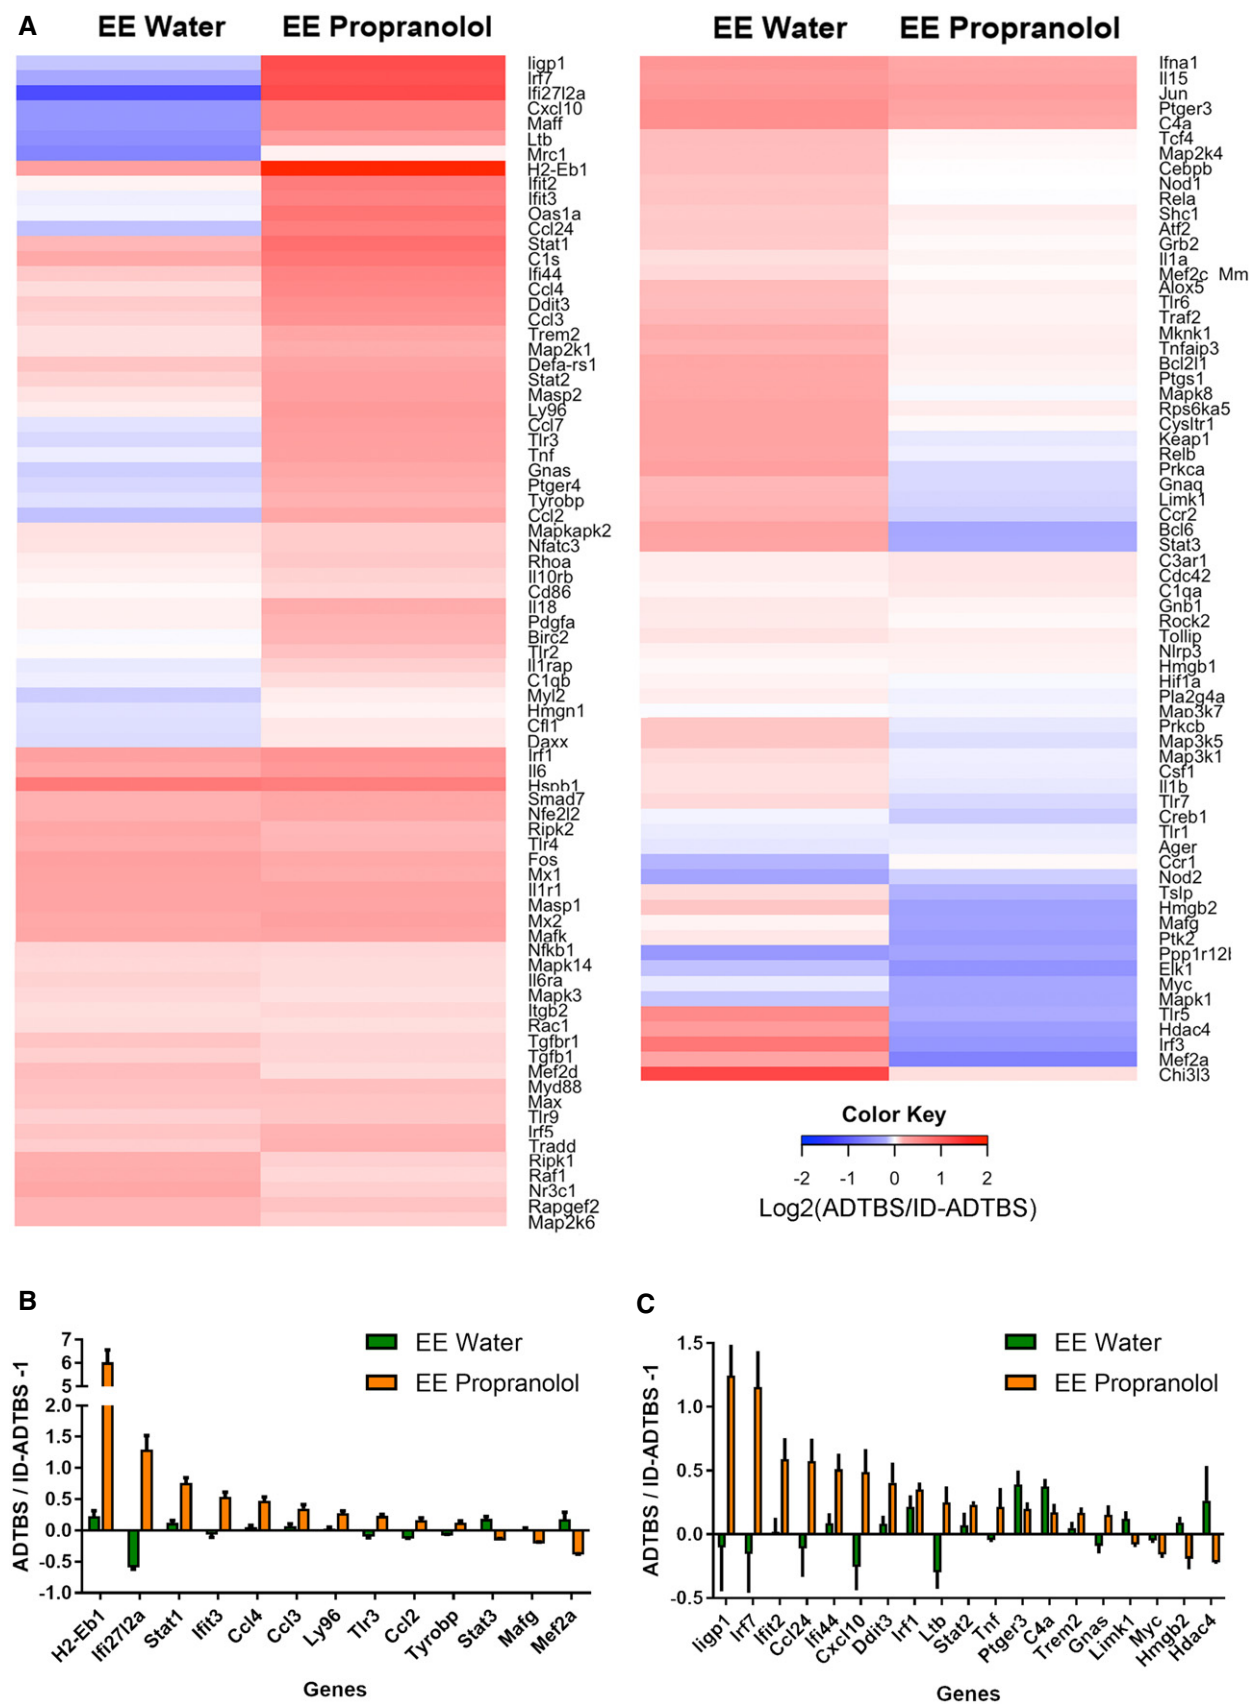 A
EE Water
EE Propranolol
Iigp1
Irf7
Ifi27l2a
Cxcl10
Maff
Ltb
Mrc1
H2-Eb1
Ifit2
Ifit3
Oas1a
Ccl24
Stat1
C1s
Ifi44
Ccl4
Ddit3
Ccl3
Trem2
Map2k1
Defa-rs1
Stat2
Masp2
Ly96
Ccl7
Tlr3
Tnf
Gnas
Ptger4
Tyrobp
Ccl2
Mapkapk2
Nfatc3
Rhoa
Il10rb
Cd86
Il18
Pdgfa
Birc2
Tlr2
Il1rap
C1qb
Myl2
Hmgn1
Cfl1
Daxx
Irf1
Il6
Hspb1
Smad7
Nfe2l2
Ripk2
Tlr4
Fos
Mx1
Il1r1
Masp1
Mx2
Mafk
Nfkb1
Mapk14
Il6ra
Mapk3
Itgb2
Rac1
Tgfbr1
Tgfb1
Mef2d
Myd88
Max
Tlr9
Irf5
Tradd
Ripk1
Raf1
Nr3c1
Rapgef2
Map2k6
EE Water
EE Propranolol
Ifna1
Il15
Jun
Ptger3
C4a
Tcf4
Map2k4
Cebpb
Nod1
Rela
Shc1
Atf2
Grb2
Il1a
Mef2c Mm
Alox5
Tlr6
Traf2
Mknk1
Tnfaip3
Bcl2l1
Ptgs1
Mapk8
Rps6ka5
Cysltr1
Keap1
Relb
Prkca
Gnaq
Limk1
Ccr2
Bcl6
Stat3
C3ar1
Cdc42
C1qa
Gnb1
Rock2
Tollip
Nlrp3
Hmgb1
Hif1a
Pla2g4a
Map3k7
Prkcb
Map3k5
Map3k1
Csf1
Il1b
Tlr7
Creb1
Tlr1
Ager
Ccr1
Nod2
Tslp
Hmgb2
Mafg
Ptk2
Ppp1r12l
Elk1
Myc
Mapk1
Tlr5
Hdac4
Irf3
Mef2a
Chi3l3
Color Key
-2 -1 0 1 2
Log2(ADTBS/ID-ADTBS)
B
EE Water
EE Propranolol
ADTBS / ID-ADTBS -1
7
6
5
2.0
1.5
1.0
0.5
0.0
-0.5
-1.0
H2-Eb1 Ifi27l2a Stat1 Ifit3 Ccl4 Ccl3 Ly96 Tlr3 Ccl2 Tyrobp Stat3 Mafg Mef2a
Genes
C
EE Water
EE Propranolol
ADTBS / ID-ADTBS -1
1.5
1.0
0.5
0.0
-0.5
Iigp1 Irf7 Ifit2 Ccl24 Ifi44 Cxcl10 Ddit3 Irf1 Ltb Stat2 Tnf Ptger3 C4a Trem2 Gnas Limk1 Myc Hmgb2 Hdac4
Genes